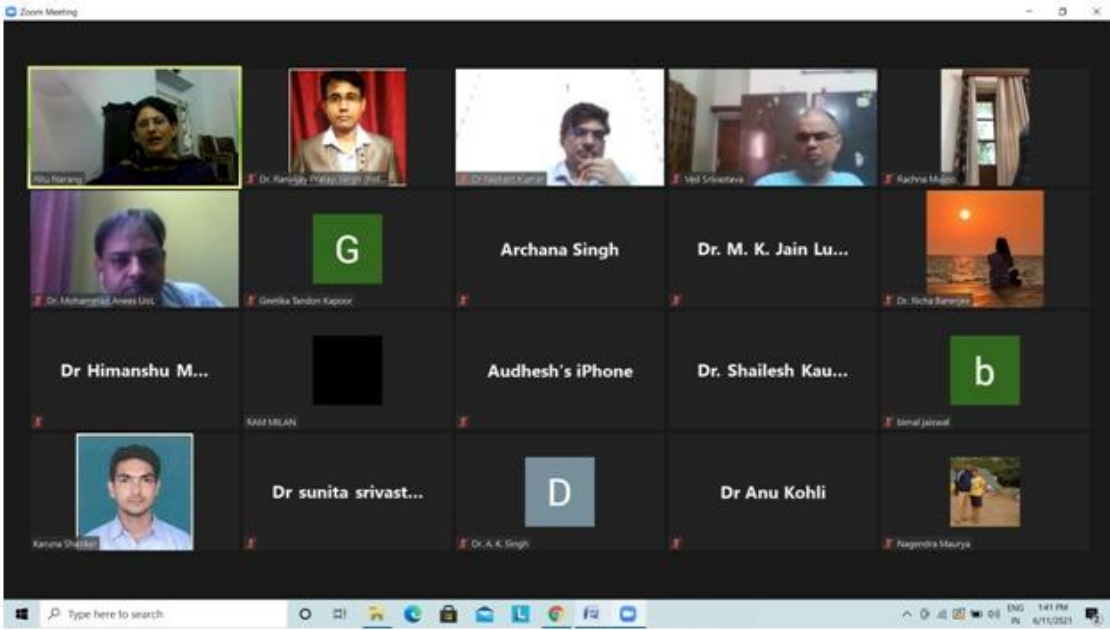 Zoom Meeting
Ritu Narang
Dr. Ranvijay Pratap Singh
Dr Nishant Kumar
Ved Srivastava
Rachna
Dr. Mohammad Anees UoL
G
Geetika Tandon Kapoor
Archana Singh
Dr. M. K. Jain Lu...
Dr. Richa Banerjee
Dr Himanshu M...
RAM MILAN
Audhesh's iPhone
Dr. Shailesh Kau...
b
bimal jaiswal
Karuna Shanker
Dr sunita srivast...
D
Dr. A. K. Singh
Dr Anu Kohli
Nagendra Maurya
Type here to search
L
ENG
IN
1:41 PM
6/11/2021